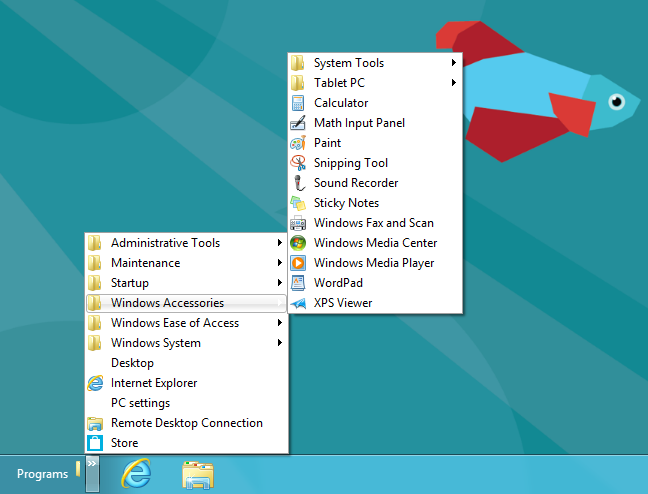 System Tools
Tablet PC
Calculator
Math Input Panel
Paint
Snipping Tool
Sound Recorder
Sticky Notes
Windows Fax and Scan
Windows Media Center
Windows Media Player
WordPad
XPS Viewer
Administrative Tools
Maintenance
Startup
Windows Accessories
Windows Ease of Access
Windows System
Desktop
Internet Explorer
PC settings
Remote Desktop Connection
Store
Programs